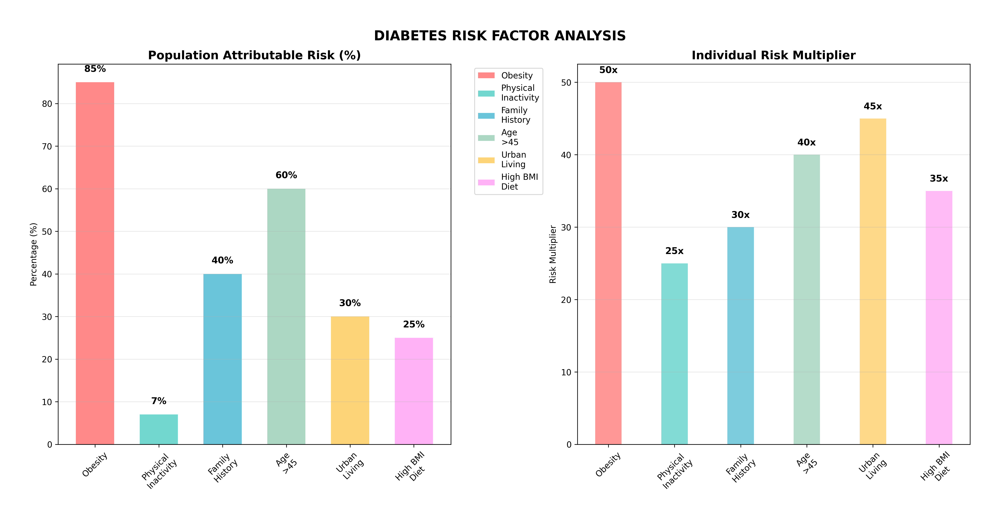 DIABETES RISK FACTOR ANALYSIS
Population Attributable Risk (%)
Percentage (%)
80
70
60
50
40
30
20
10
0
85%
7%
40%
60%
30%
25%
Obesity
Physical
Inactivity
Family
History
Age
>45
Urban
Living
High BMI
Diet
Obesity
Physical
Inactivity
Family
History
Age
>45
Urban
Living
High BMI
Diet
Individual Risk Multiplier
Risk Multiplier
50
40
30
20
10
0
50x
25x
30x
40x
45x
35x
Obesity
Physical
Inactivity
Family
History
Age
>45
Urban
Living
High BMI
Diet